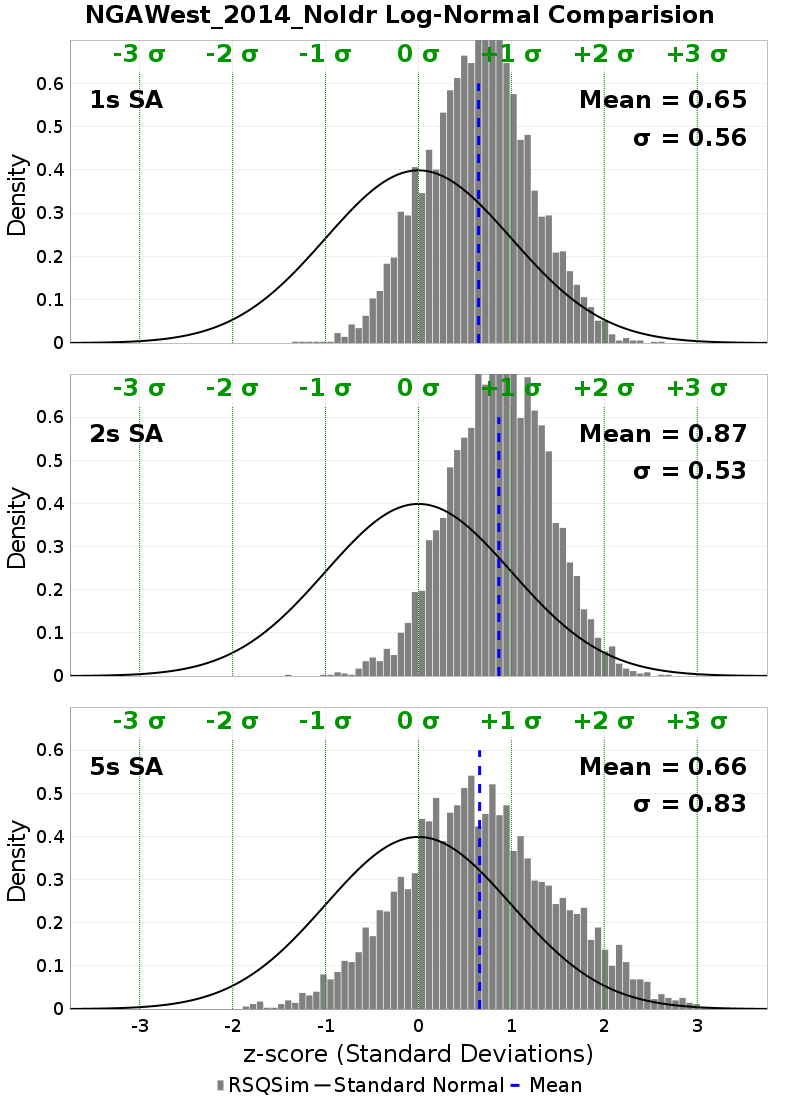 NGAWest_2014_NoIdr Log-Normal Comparision
-3 σ -2 σ -1 σ 0 σ +1 σ +2 σ +3 σ
1s SA
Mean = 0.65
σ = 0.56
Density
0.6
0.5
0.4
0.3
0.2
0.1
0
-3 σ -2 σ -1 σ 0 σ +1 σ +2 σ +3 σ
2s SA
Mean = 0.87
σ = 0.53
Density
0.6
0.5
0.4
0.3
0.2
0.1
0
-3 σ -2 σ -1 σ 0 σ +1 σ +2 σ +3 σ
5s SA
Mean = 0.66
σ = 0.83
Density
0.6
0.5
0.4
0.3
0.2
0.1
0
-3 -2 -1 0 1 2 3
z-score (Standard Deviations)
RSQSim Standard Normal Mean